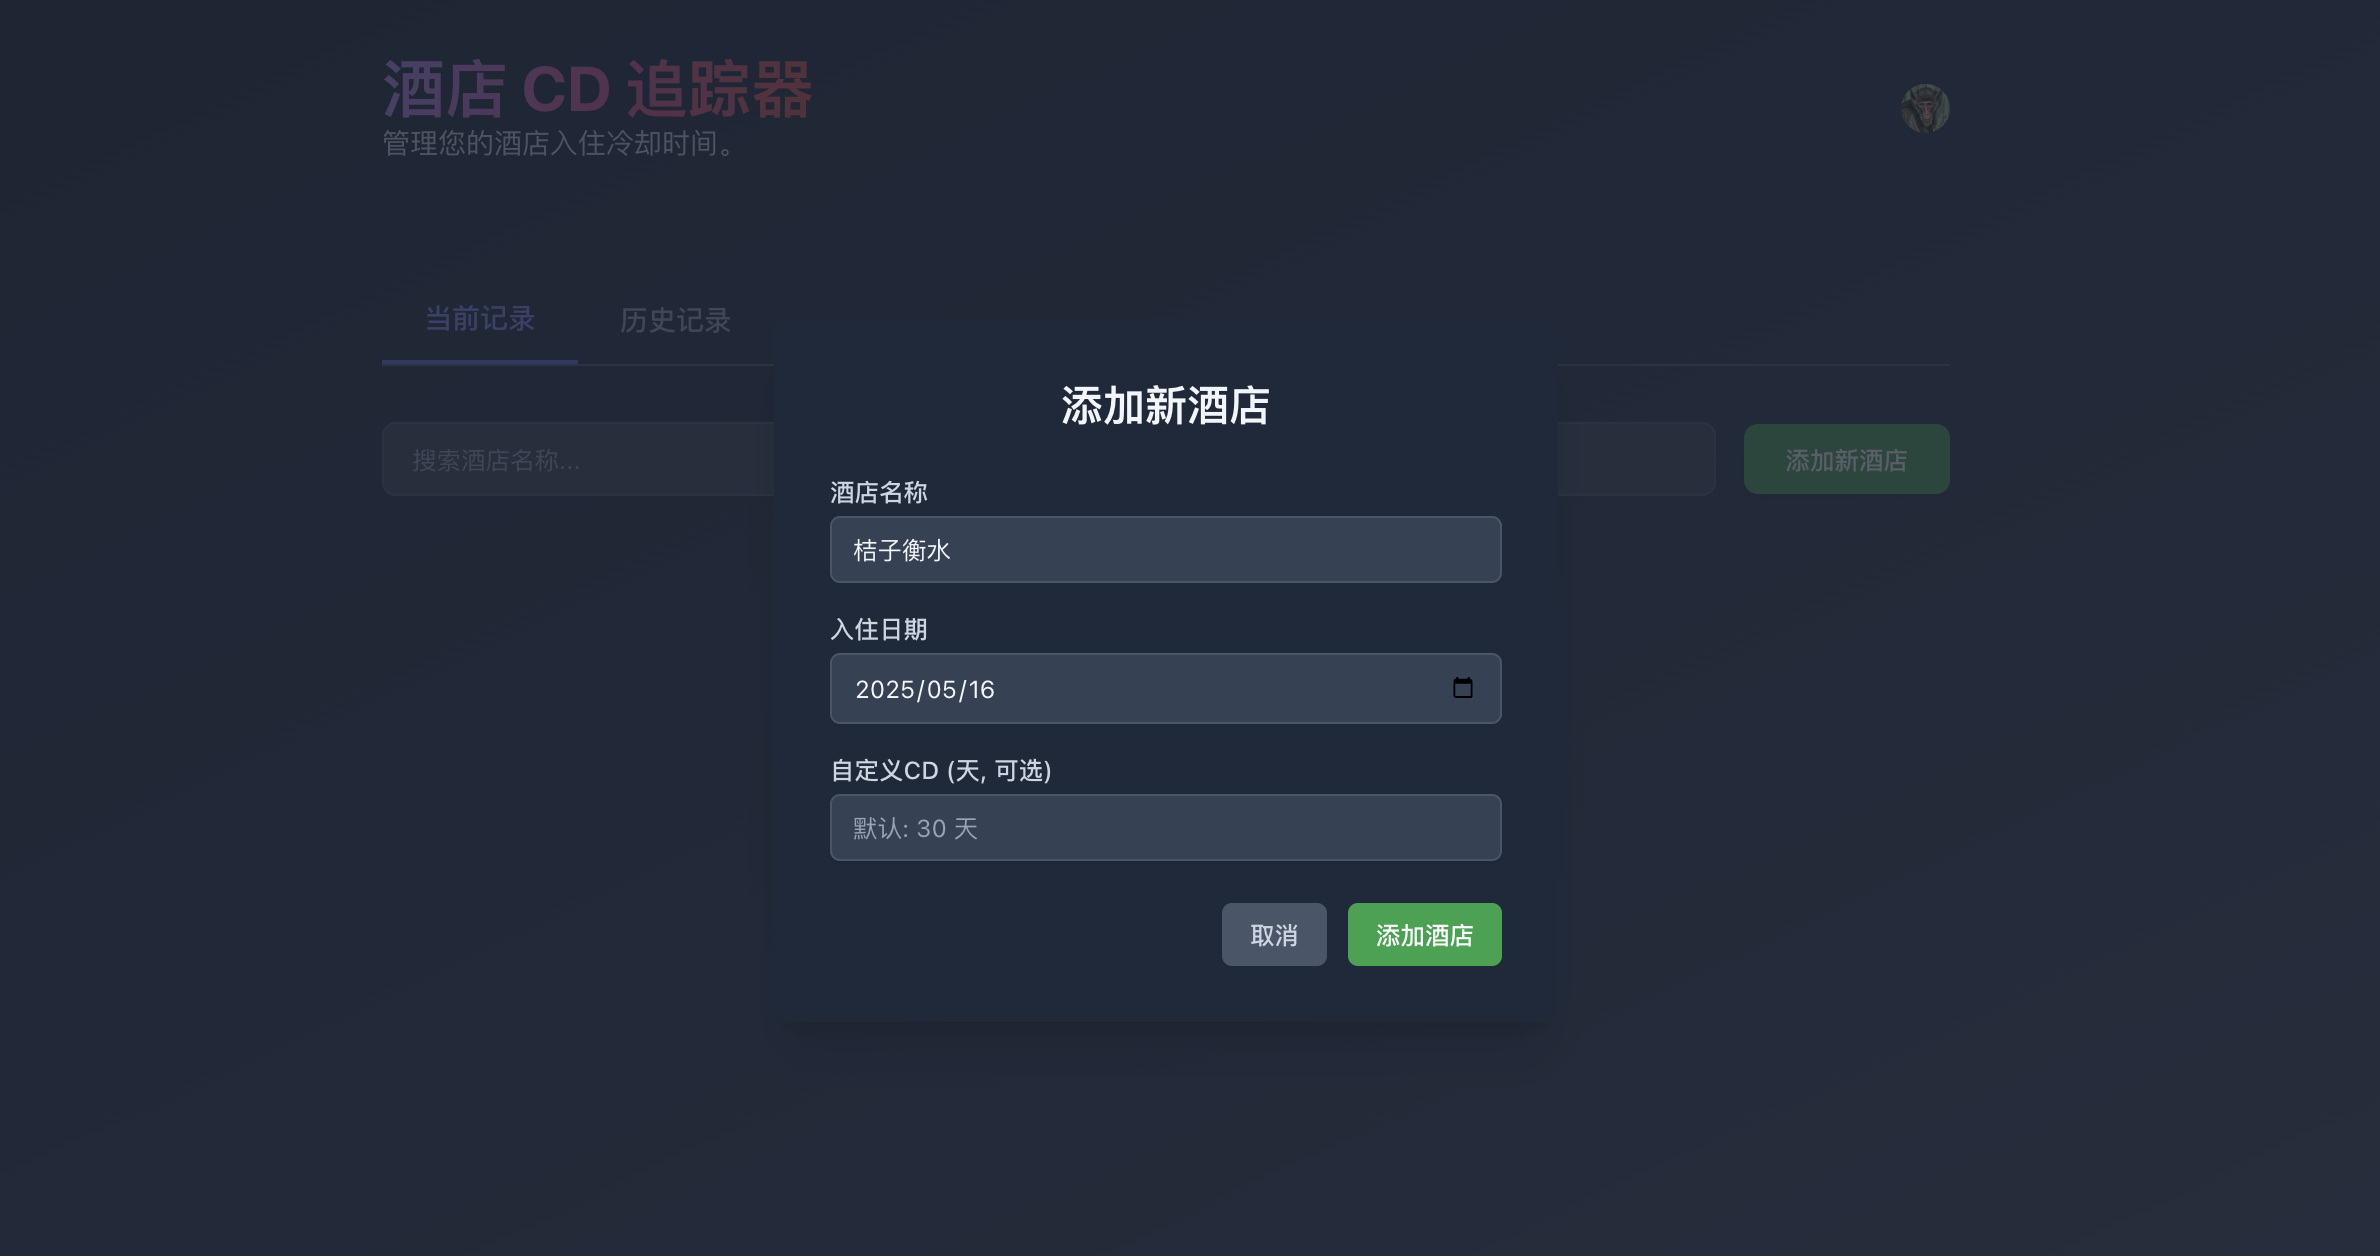 酒店 CD 追踪器
管理您的酒店入住冷却时间。
当前记录
历史记录
搜索酒店名称...
添加新酒店
添加新酒店
酒店名称
桔子衡水
入住日期
2025/05/16
自定义CD (天, 可选)
默认: 30 天
取消
添加酒店